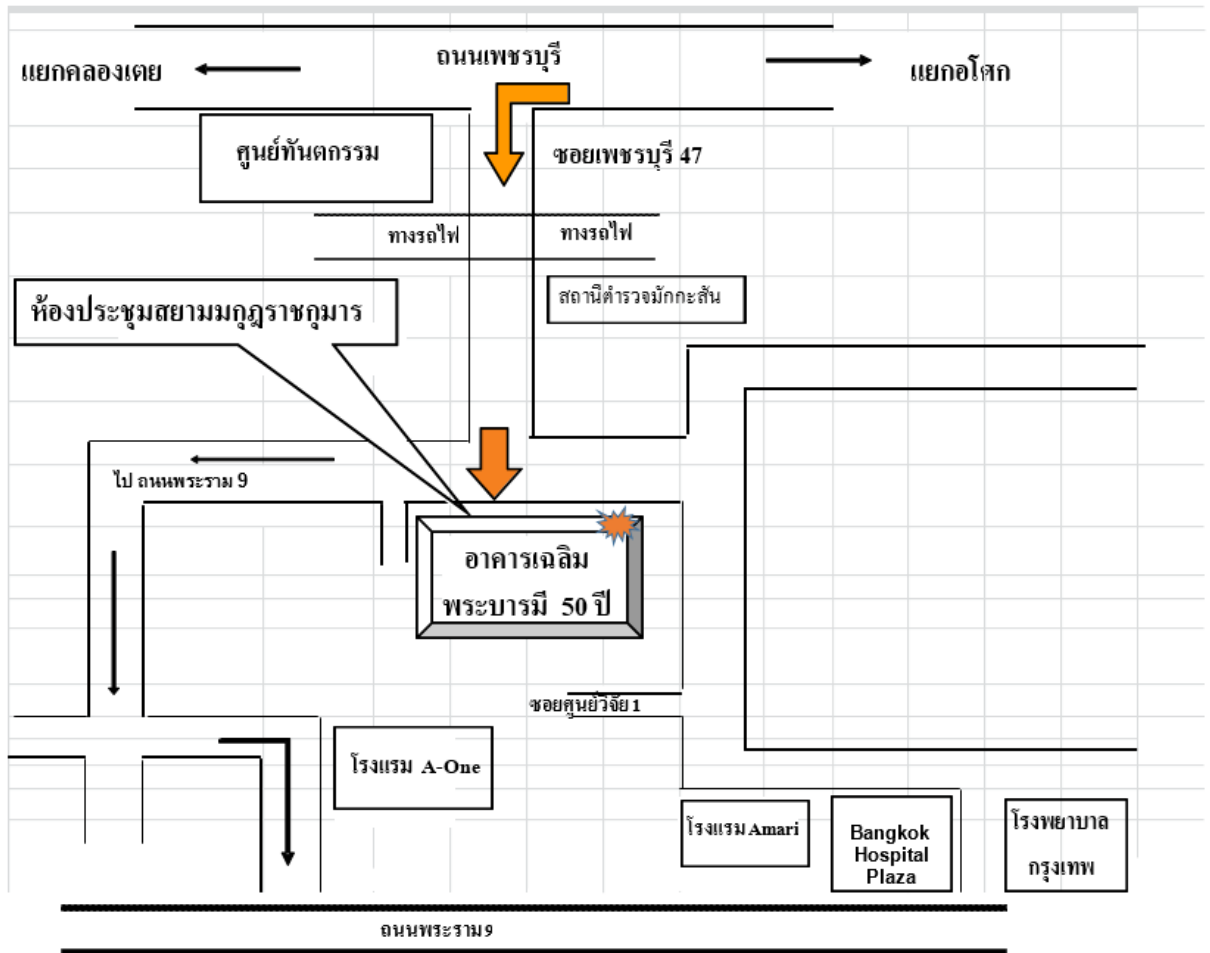 ถนนเพชรบุรี
แยกคลองเตย
แยกอโศก
ศูนย์ทันตกรรม
ซอยเพชรบุรี 47
ทางรถไฟ
ทางรถไฟ
สถานีตำรวจมักกะสัน
ห้องประชุมสยามมกุฎราชกุมาร
ไป ถนนพระราม 9
อาคารเฉลิม
พระบารมี 50 ปี
ซอยศูนย์วิจัย 1
โรงแรม A-One
โรงแรม Amari
Bangkok
Hospital
Plaza
โรงพยาบาล
กรุงเทพ
ถนนพระราม 9